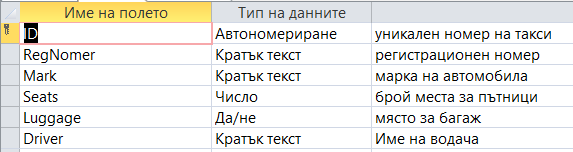 Име на полето Тип на данните
ID Автономериране уникален номер на такси
RegNomer Кратък текст регистрационен номер
Mark Кратък текст марка на автомобила
Seats Число брой места за пътници
Luggage Да/не място за багаж
Driver Кратък текст Име на водача